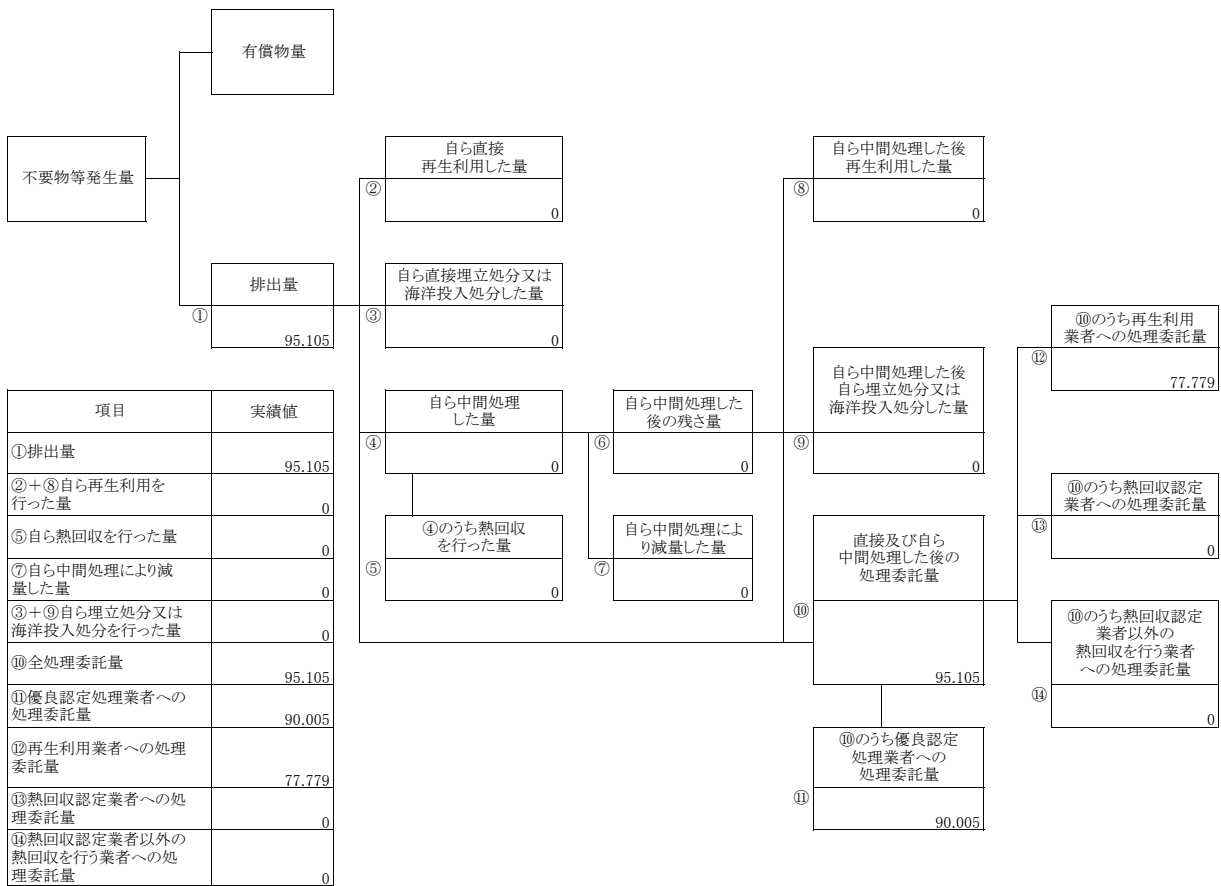 有償物量
不要物等発生量
自ら直接
再生利用した量
②
0
自ら中間処理した後
再生利用した量
⑧
0
排出量
①
95.105
自ら直接埋立処分又は
海洋投入処分した量
③
0
⑩のうち再生利用
業者への処理委託量
⑫
77.779
自ら中間処理
した量
④
0
自ら中間処理した
後の残さ量
⑥
0
自ら中間処理した後
自ら埋立処分又は
海洋投入処分した量
⑨
0
⑩のうち熱回収認定
業者への処理委託量
⑬
0
④のうち熱回収
を行った量
⑤
0
自ら中間処理によ
り減量した量
⑦
0
直接及び自ら
中間処理した後の
処理委託量
⑩
95.105
⑩のうち熱回収認定
業者以外の
熱回収を行う業者
への処理委託量
⑭
0
⑩のうち優良認定
処理業者への
処理委託量
⑪
90.005
項目
実績値
①排出量
95.105
②＋⑧自ら再生利用を
行った量
0
⑤自ら熱回収を行った量
0
⑦自ら中間処理により減
量した量
0
③＋⑨自ら埋立処分又は
海洋投入処分を行った量
0
⑩全処理委託量
95.105
⑪優良認定処理業者への
処理委託量
90.005
⑫再生利用業者への処理
委託量
77.779
⑬熱回収認定業者への処
理委託量
0
⑭熱回収認定業者以外の
熱回収を行う業者への処
理委託量
0